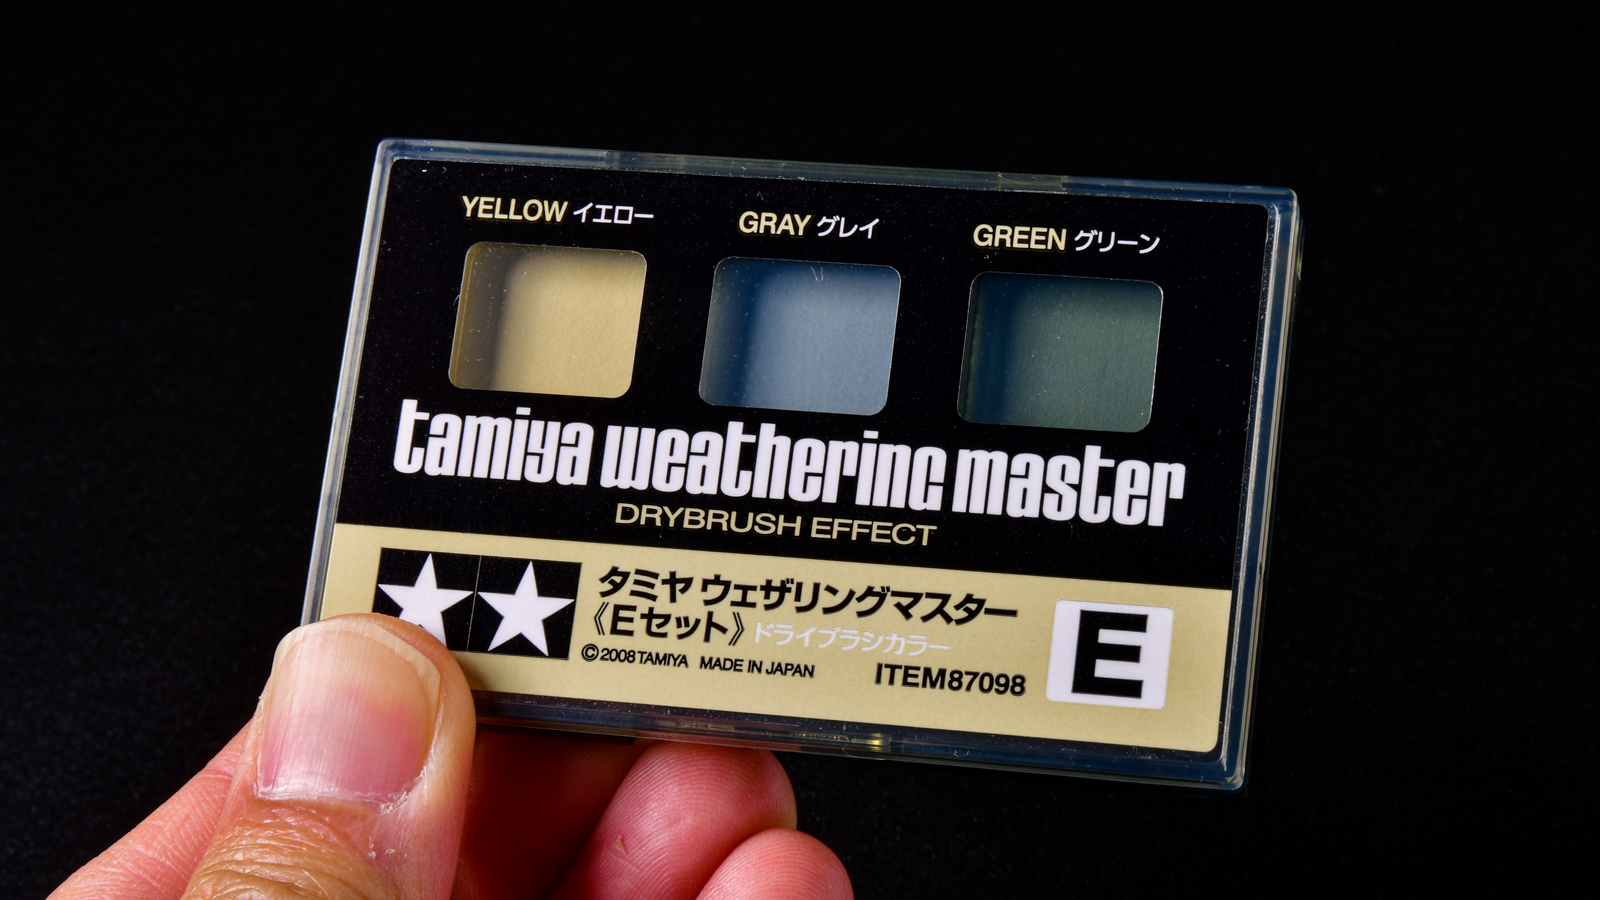 YELLOW イエロー
GRAY グレイ
GREEN グリーン
tamiya weathering master
DRYBRUSH EFFECT
タミヤ ウェザリングマスター
《Eセット》ドライブラシカラー
©2008 TAMIYA MADE IN JAPAN
ITEM87098
E